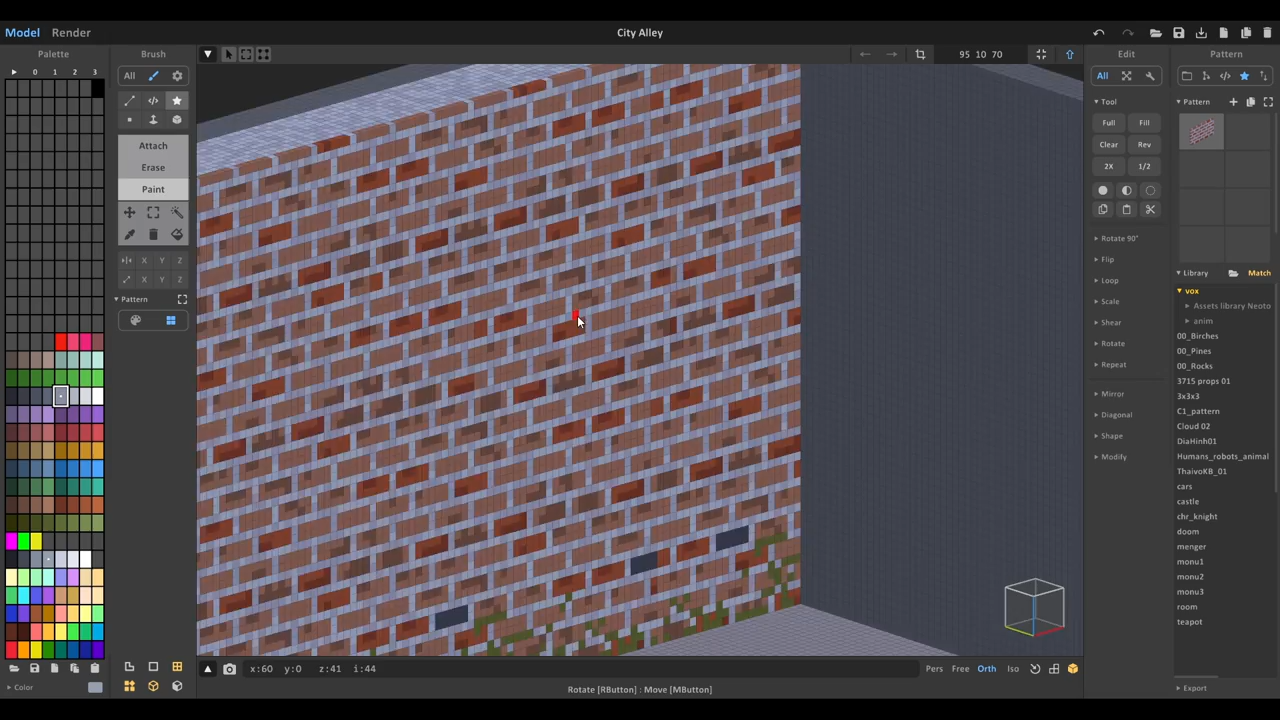 Model Render
City Alley
Palette
Brush
95 10 70
Edit
Pattern
0 1 2 3
All
All
Tool
Pattern
Full Fill
Clear Rev
2X 1/2
Attach
Erase
Paint
X Y Z
X Y Z
Pattern
Rotate 90°
Flip
Loop
Scale
Shear
Rotate
Repeat
Mirror
Diagonal
Shape
Modify
Library Match
vox
Assets library Neoto
anim
00_Birches
00_Pines
00_Rocks
3715 props 01
3x3x3
C1_pattern
Cloud 02
DiaHinh01
Humans_robots_animal
ThaivoKB_01
cars
castle
chr_knight
doom
menger
monu1
monu2
monu3
room
teapot
x:60 y:0 z:41 i:44
Pers Free Orth Iso
Color
Rotate [RButton] : Move [MButton]
Export